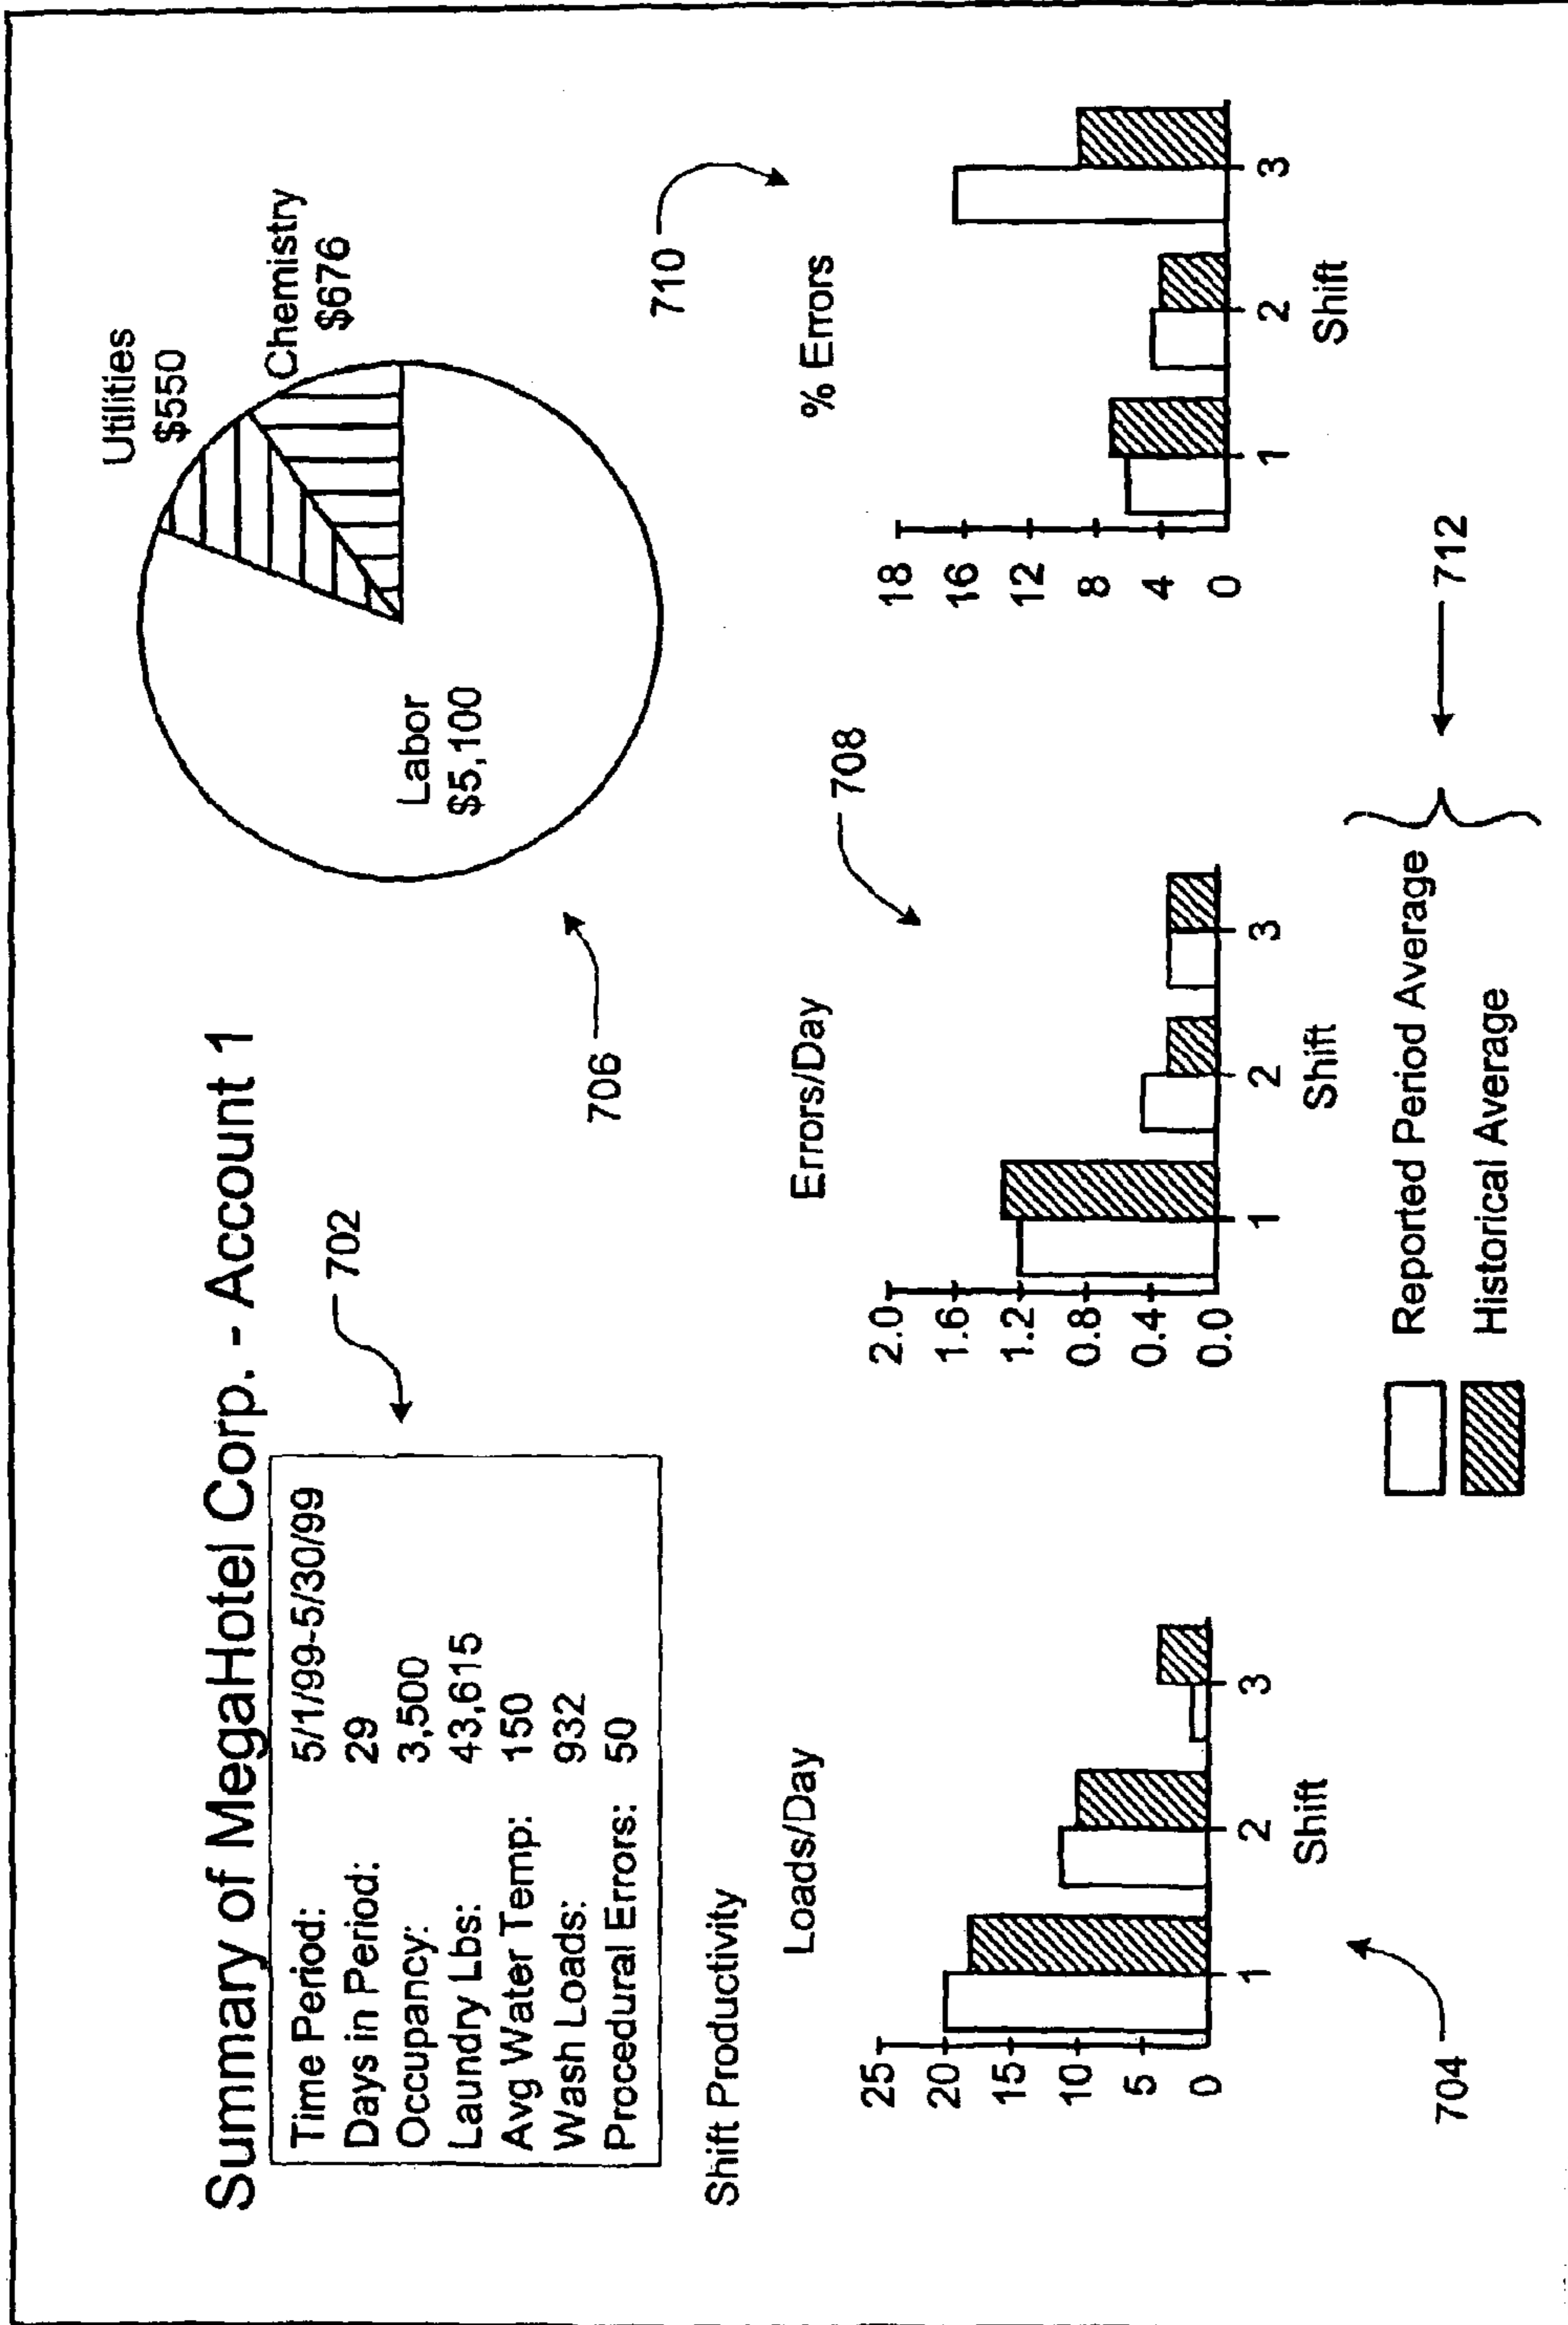 Summary of MegaHotel Corp. - Account 1
702
Time Period: 5/1/99-5/30/99
Days in Period: 29
Occupancy: 3,500
Laundry Lbs: 43,615
Avg Water Temp: 150
Wash Loads: 932
Procedural Errors: 50
Utilities
$550
Chemistry
$676
Labor
$5,100
706
Shift Productivity
Loads/Day
25
20
15
10
5
0
1 2 3
Shift
704
Errors/Day
708
2.0
1.6
1.2
0.8
0.4
0.0
1 2 3
Shift
% Errors
710
18
16
12
8
4
0
1 2 3
Shift
Reported Period Average
Historical Average
712